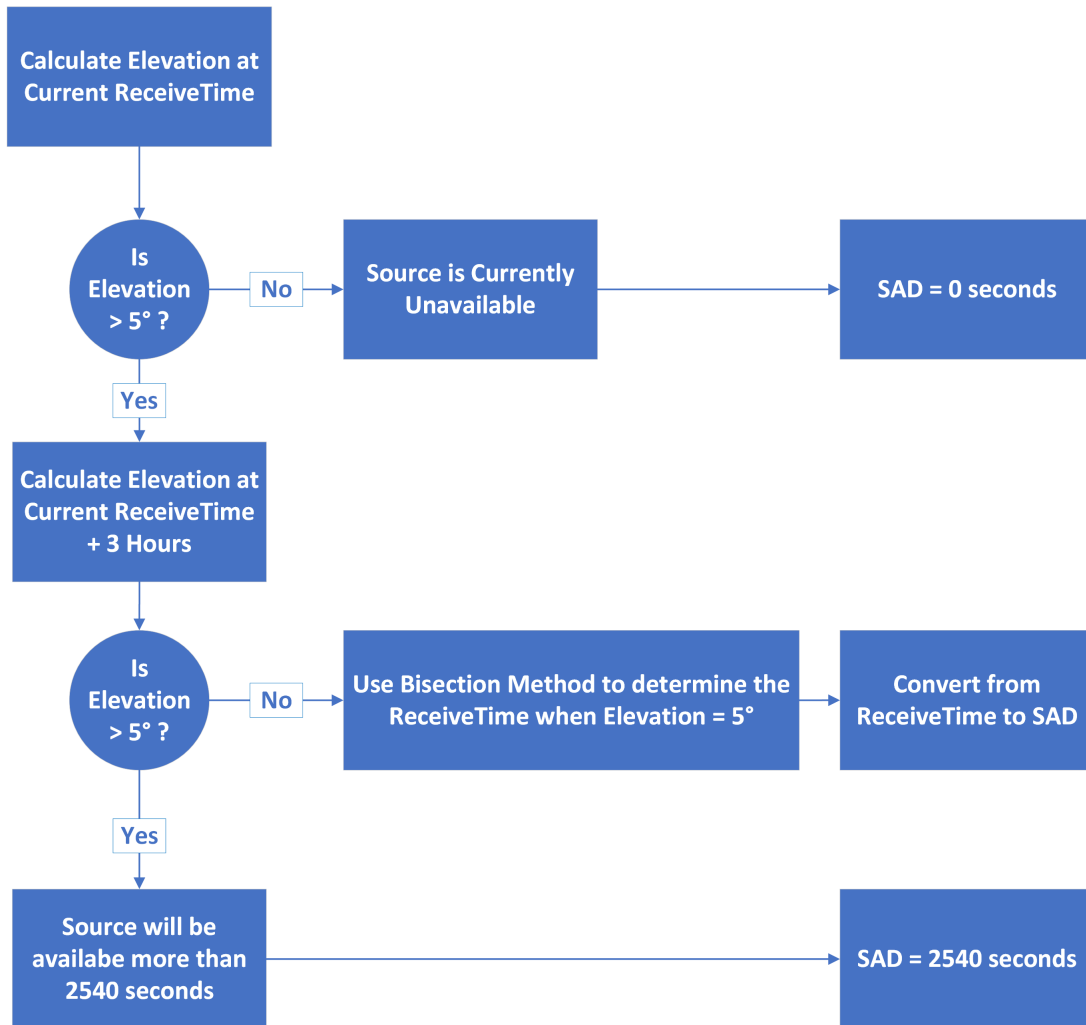 Calculate Elevation at
Current ReceiveTime
Is
Elevation
> 5° ?
No
Source is Currently
Unavailable
SAD = 0 seconds
Yes
Calculate Elevation at
Current ReceiveTime
+ 3 Hours
Is
Elevation
> 5° ?
No
Use Bisection Method to determine the
ReceiveTime when Elevation = 5°
Convert from
ReceiveTime to SAD
Yes
Source will be
availabe more than
2540 seconds
SAD = 2540 seconds